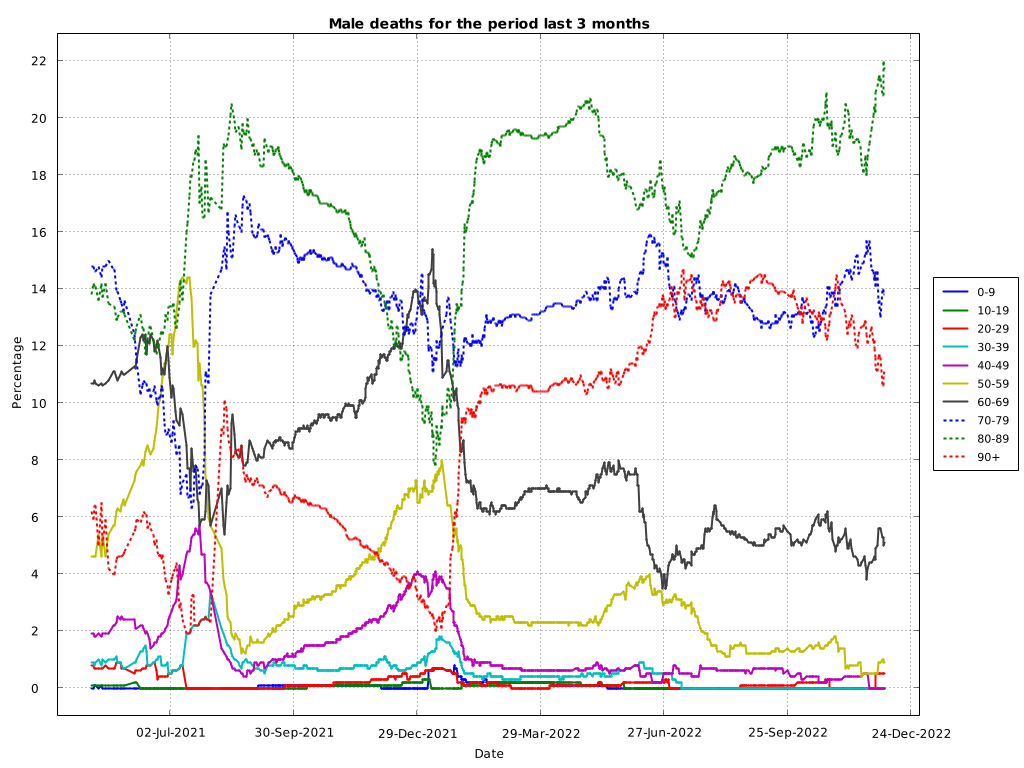 Male deaths for the period last 3 months
Percentage
22
20
18
16
14
12
10
8
6
4
2
0
02-Jul-2021
30-Sep-2021
29-Dec-2021
29-Mar-2022
27-Jun-2022
25-Sep-2022
24-Dec-2022
Date
0-9
10-19
20-29
30-39
40-49
50-59
60-69
70-79
80-89
90+